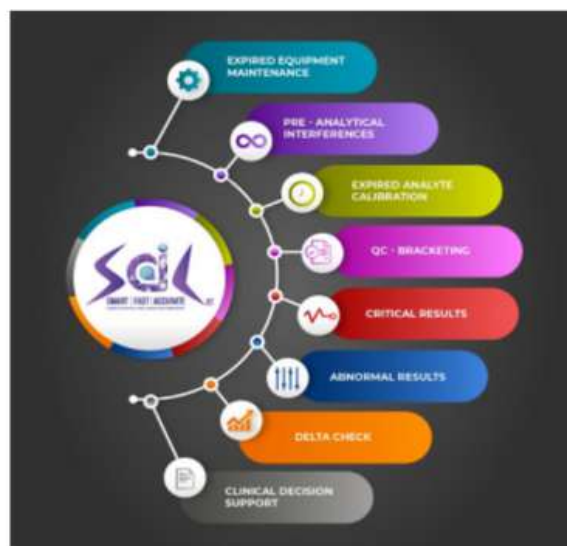 EXPIRED EQUIPMENT
MAINTENANCE
PRE - ANALYTICAL
INTERFERENCES
EXPIRED ANALYTE
CALIBRATION
QC - BRACKETING
SMART | FAST | ACCURATE
CRITICAL RESULTS
ABNORMAL RESULTS
DELTA CHECK
CLINICAL DECISION
SUPPORT